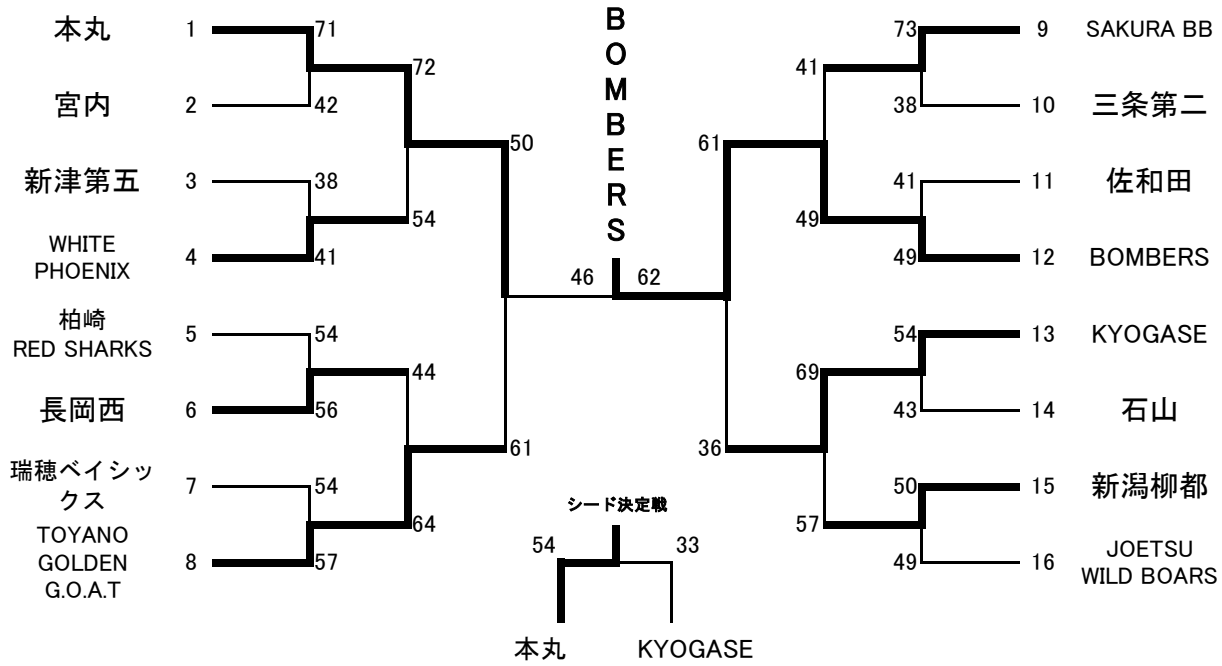 本丸 1 71
72
宮内 2 42
50
新津第五 3 38
54
WHITE
PHOENIX 4 41
柏崎
RED SHARKS 5 54
44
長岡西 6 56
61
瑞穂ベイシッ
クス 7 54
64
TOYANO
GOLDEN
G.O.A.T 8 57
BOMBERS
46 62
73 9 SAKURA BB
41
38 10 三条第二
61
41 11 佐和田
49
49 12 BOMBERS
54 13 KYOGASE
69
43 14 石山
36
50 15 新潟柳都
57
49 16 JOETSU
WILD BOARS
シード決定戦
54 33
本丸 KYOGASE